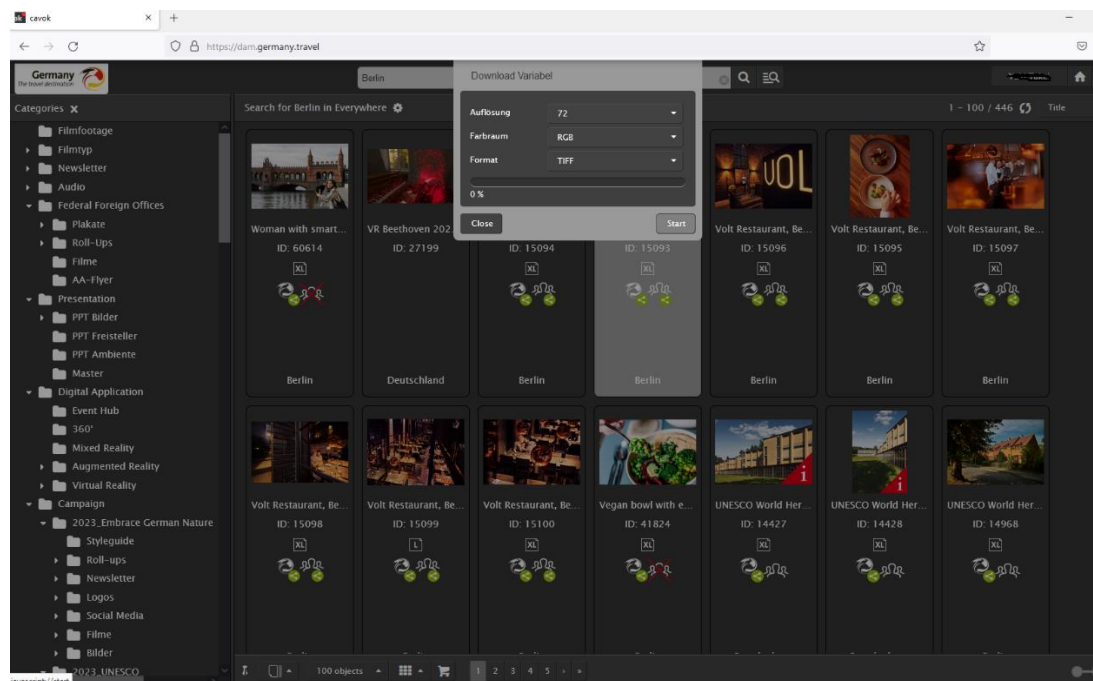 cavok
https://dam.germany.travel
Germany
The travel destination
Berlin
Download Variabel
Categories
Search for Berlin in Everywhere
1 - 100 / 446
Title
Auflösung
72
Farbraum
RGB
Format
TIFF
0 %
Close
Start
Filmfootage
Filmtyp
Newsletter
Audio
Federal Foreign Offices
Plakate
Roll-Ups
Filme
AA-Flyer
Presentation
PPT Bilder
PPT Freisteller
PPT Ambiente
Master
Digital Application
Event Hub
360°
Mixed Reality
Augmented Reality
Virtual Reality
Campaign
2023_Embrace German Nature
Styleguide
Roll-ups
Newsletter
Logos
Social Media
Filme
Bilder
2023_UNESCO
VOL
Woman with smart...
VR Beethoven 202
Volt Restaurant, Be...
Volt Restaurant, Be...
Volt Restaurant, Be...
ID: 60614
ID: 27199
ID: 15094
ID: 15093
ID: 15096
ID: 15095
ID: 15097
XL
XL
XL
XL
XL
XL
Berlin
Deutschland
Berlin
Berlin
Berlin
Berlin
Berlin
Volt Restaurant, Be...
Volt Restaurant, Be...
Volt Restaurant, Be...
Vegan bowl with e...
UNESCO World Her...
UNESCO World Her...
UNESCO World Her...
ID: 15098
ID: 15099
ID: 15100
ID: 41824
ID: 14427
ID: 14428
ID: 14968
XL
L
XL
XL
XL
XL
XL
100 objects
1 2 3 4 5 › »